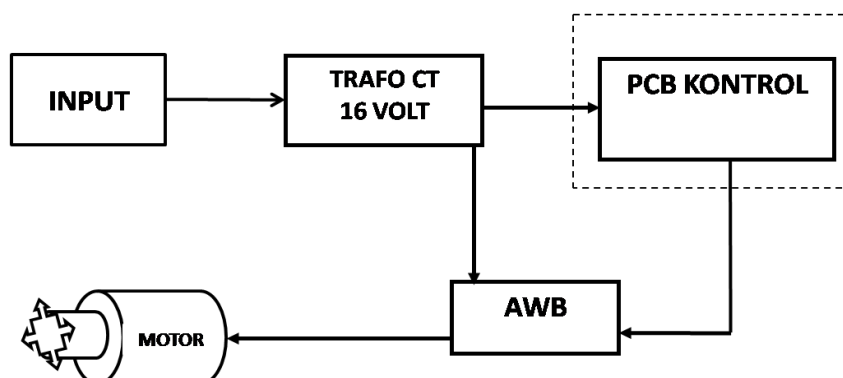 INPUT
TRAFO CT
16 VOLT
PCB KONTROL
AWB
MOTOR